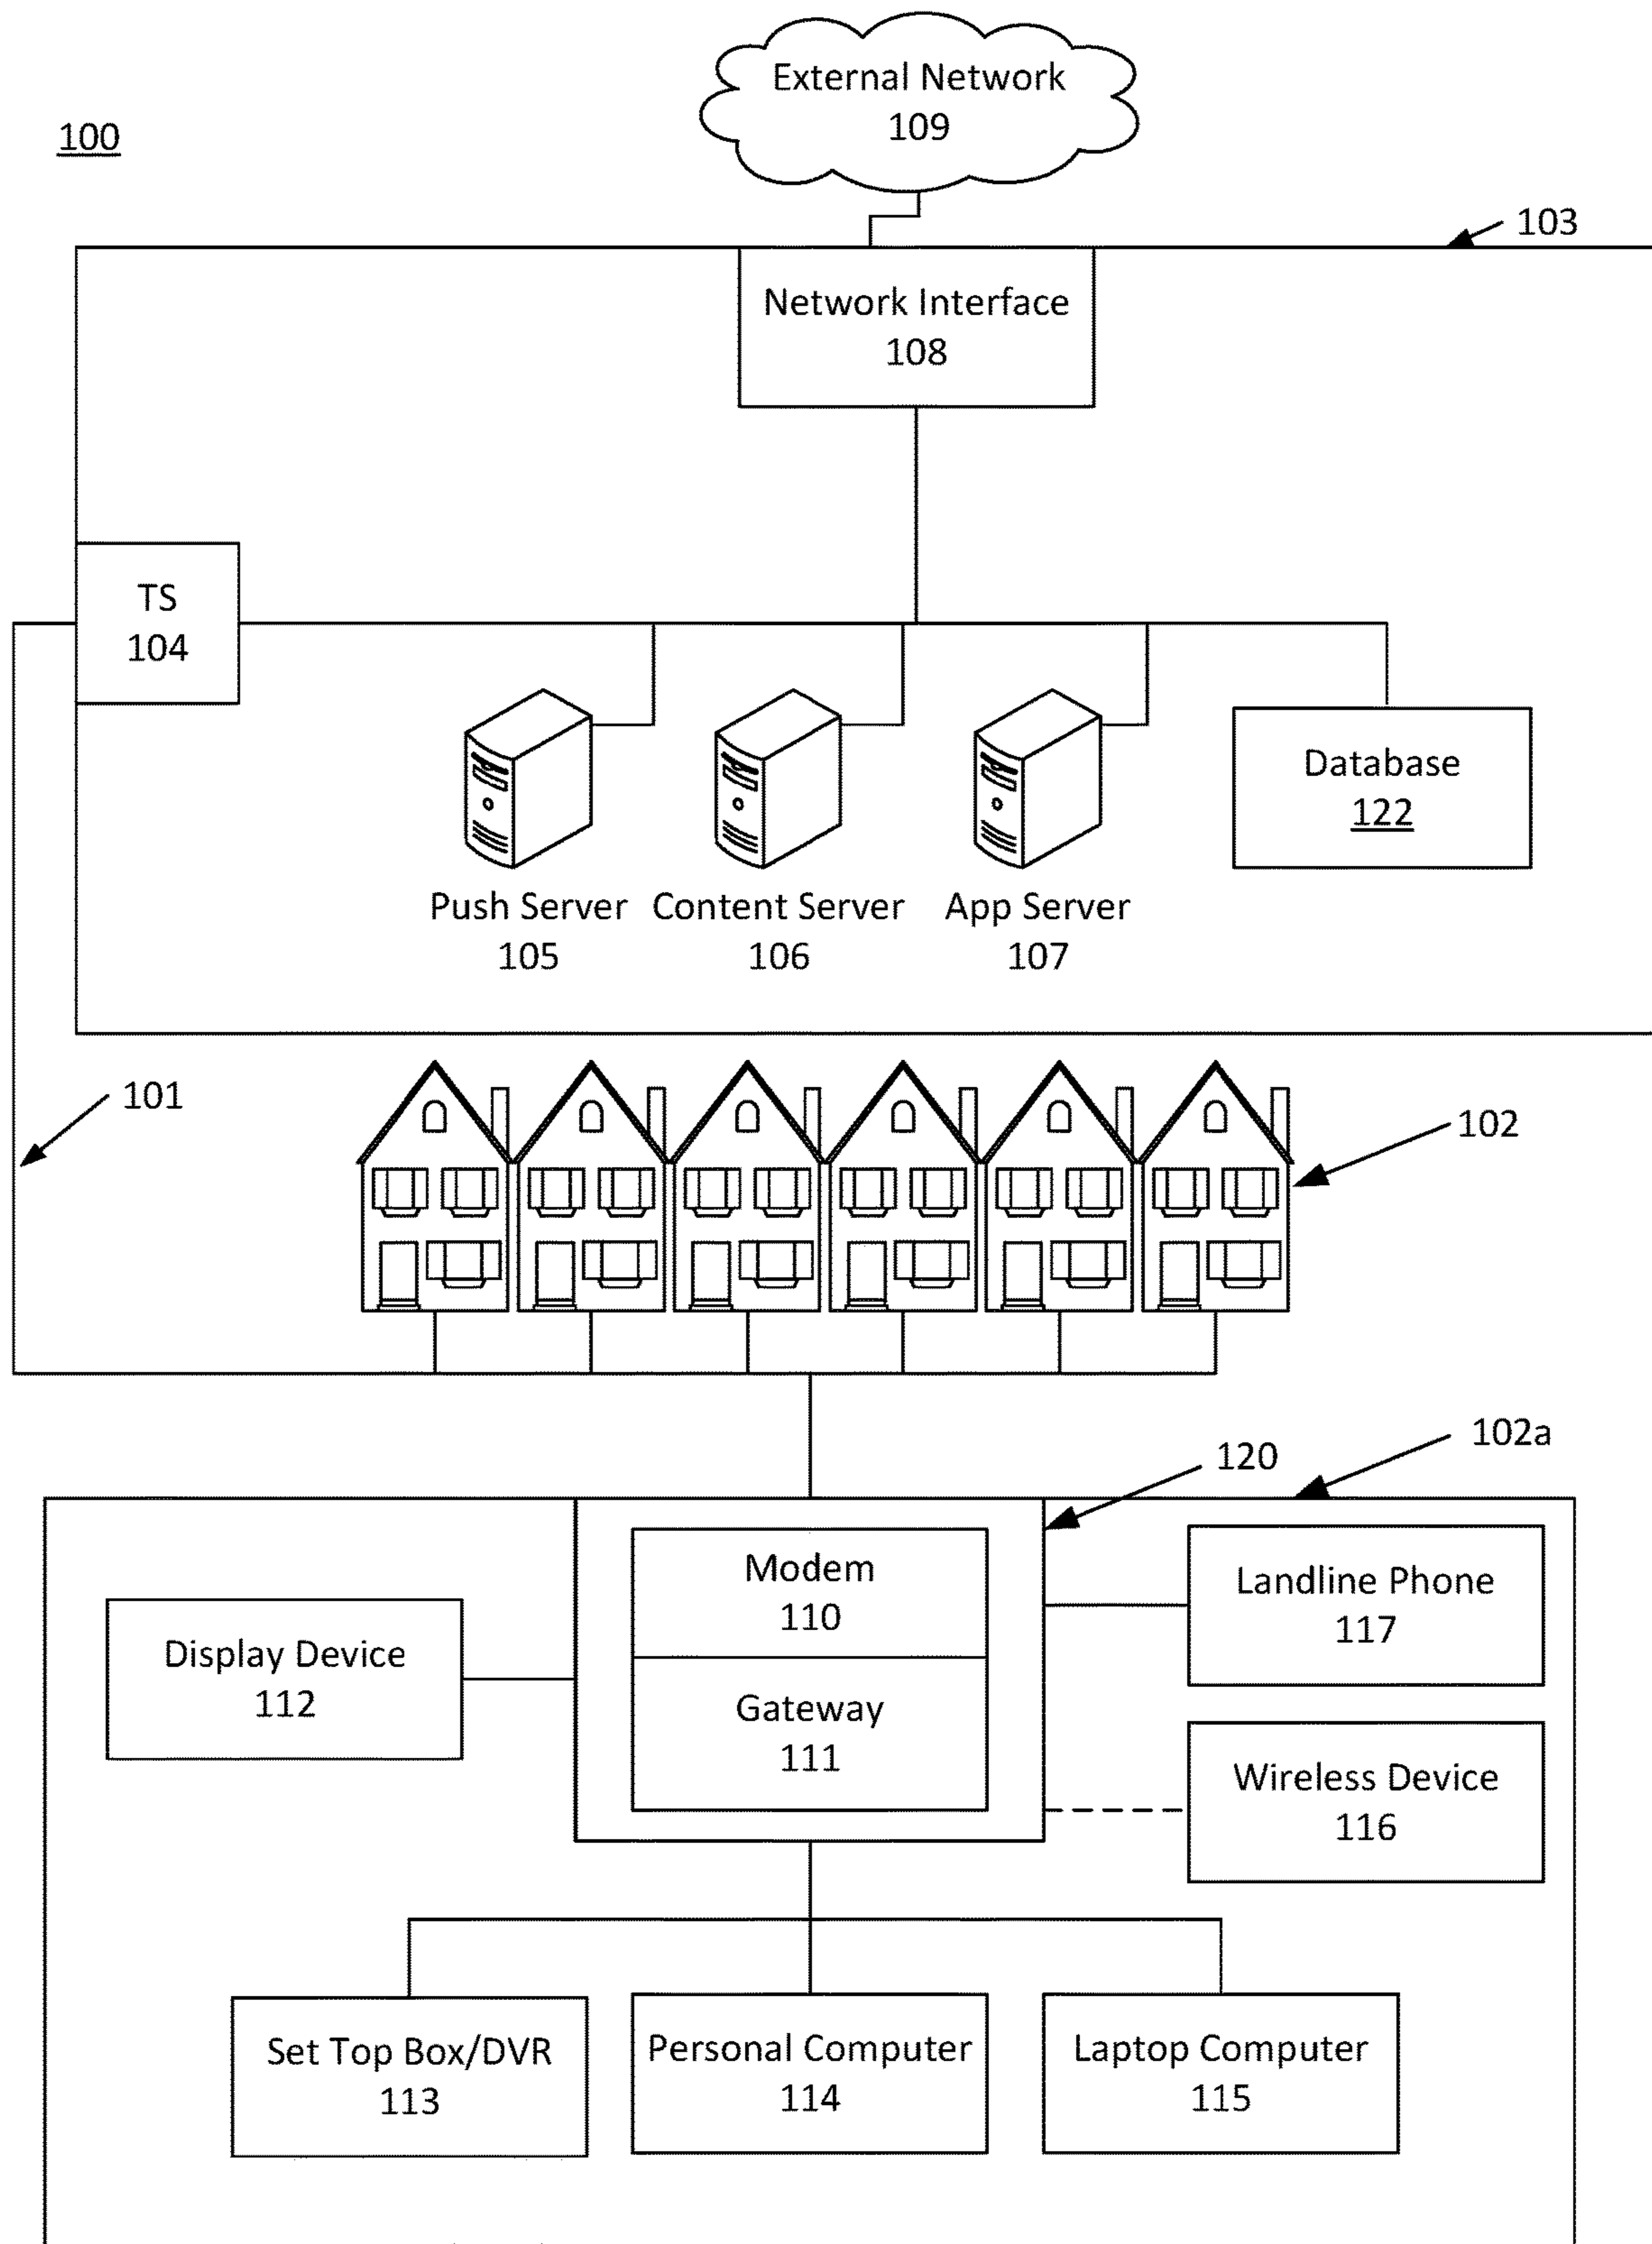 External Network
109
100
103
Network Interface
108
TS
104
Database
122
Push Server
105
Content Server
106
App Server
107
101
102
102a
120
Modem
110
Landline Phone
117
Display Device
112
Gateway
111
Wireless Device
116
Set Top Box/DVR
113
Personal Computer
114
Laptop Computer
115